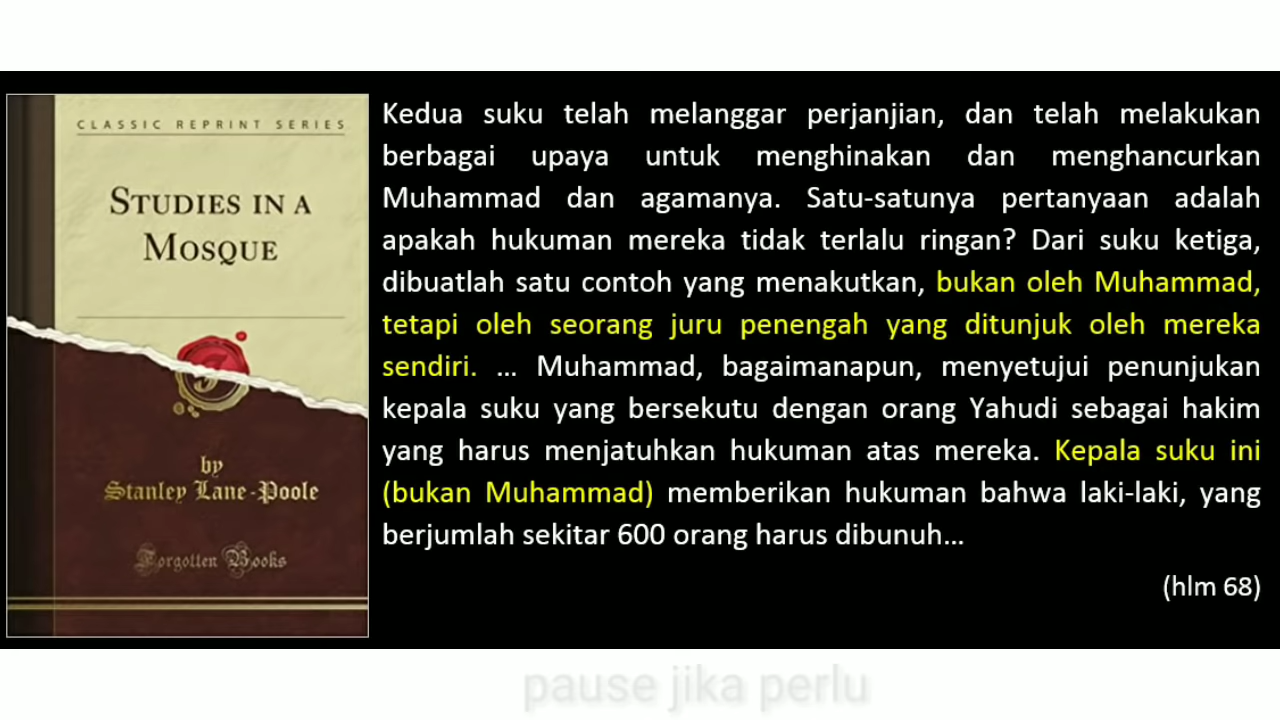 CLASSIC REPRINT SERIES
STUDIES IN A
MOSQUE
by
Stanley Lane-Poole
Forgotten Books
Kedua suku telah melanggar perjanjian, dan telah melakukan
berbagai upaya untuk menghinakan dan menghancurkan
Muhammad dan agamanya. Satu-satunya pertanyaan adalah
apakah hukuman mereka tidak terlalu ringan? Dari suku ketiga,
dibuatlah satu contoh yang menakutkan, bukan oleh Muhammad,
tetapi oleh seorang juru penengah yang ditunjuk oleh mereka
sendiri. ... Muhammad, bagaimanapun, menyetujui penunjukan
kepala suku yang bersekutu dengan orang Yahudi sebagai hakim
yang harus menjatuhkan hukuman atas mereka. Kepala suku ini
(bukan Muhammad) memberikan hukuman bahwa laki-laki, yang
berjumlah sekitar 600 orang harus dibunuh...
(hlm 68)
pause jika perlu